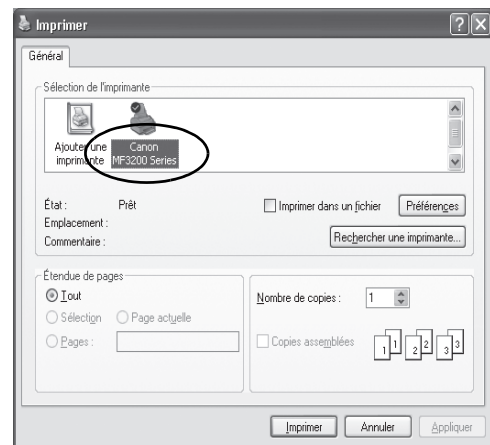 Imprimer
Général
Sélection de l'imprimante
Ajouter une imprimante
Canon MF3200 Series
État : Prêt
Emplacement :
Commentaire :
Imprimer dans un fichier
Préférences
Rechercher une imprimante...
Étendue de pages
Tout
Sélection
Page actuelle
Pages :
Nombre de copies : 1
Copies assemblées
1 1 2 2 3 3
Imprimer
Annuler
Appliquer